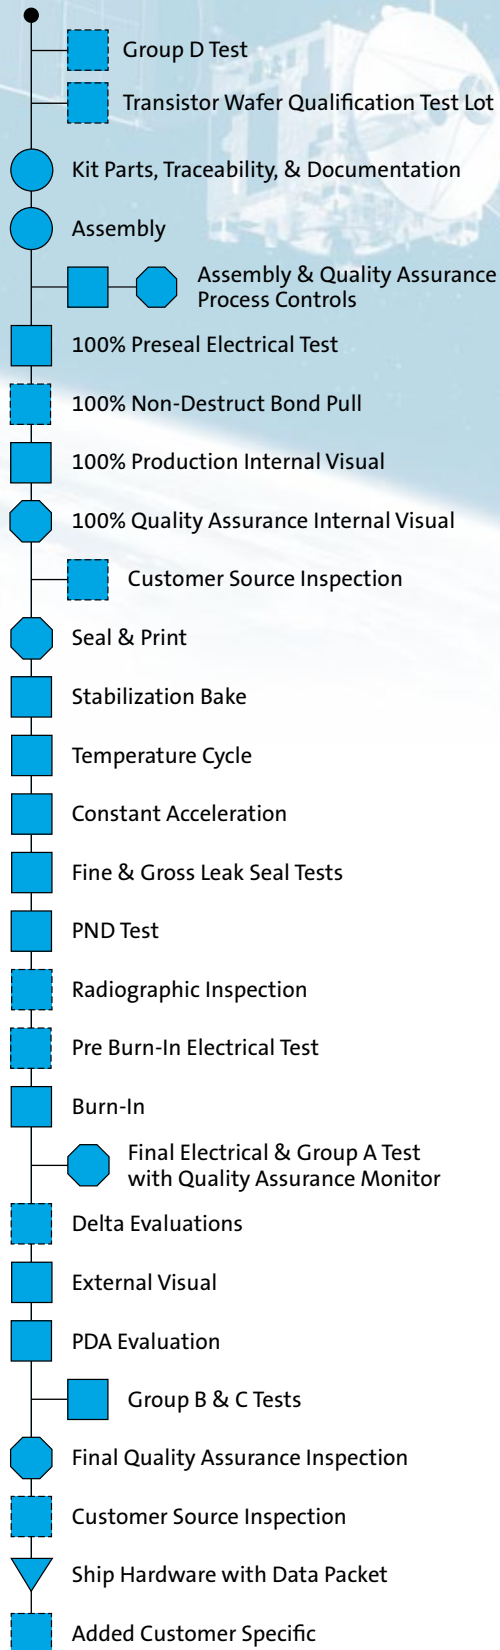 Group D Test
Transistor Wafer Qualification Test Lot
Kit Parts, Traceability, & Documentation
Assembly
Assembly & Quality Assurance
Process Controls
100% Preseal Electrical Test
100% Non-Destruct Bond Pull
100% Production Internal Visual
100% Quality Assurance Internal Visual
Customer Source Inspection
Seal & Print
Stabilization Bake
Temperature Cycle
Constant Acceleration
Fine & Gross Leak Seal Tests
PND Test
Radiographic Inspection
Pre Burn-In Electrical Test
Burn-In
Final Electrical & Group A Test
with Quality Assurance Monitor
Delta Evaluations
External Visual
PDA Evaluation
Group B & C Tests
Final Quality Assurance Inspection
Customer Source Inspection
Ship Hardware with Data Packet
Added Customer Specific